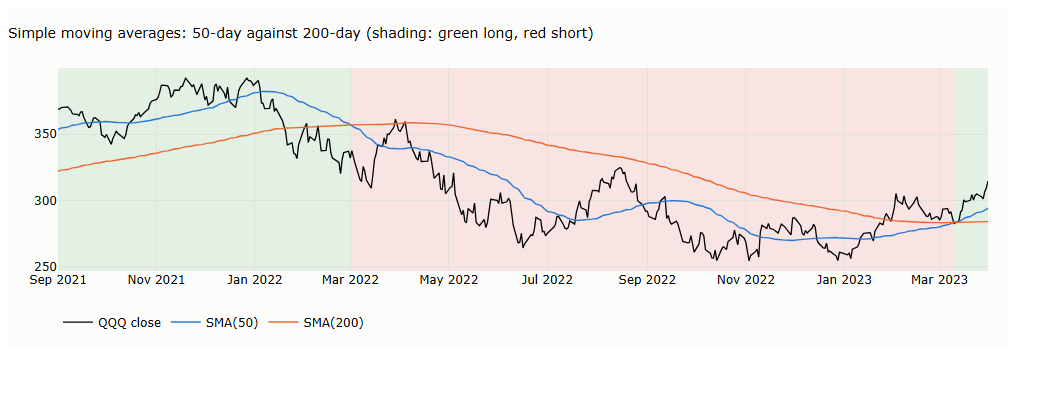 Simple moving averages: 50-day against 200-day (shading: green long, red short)
350
300
250
Sep 2021 Nov 2021 Jan 2022 Mar 2022 May 2022 Jul 2022 Sep 2022 Nov 2022 Jan 2023 Mar 2023
QQQ close SMA(50) SMA(200)